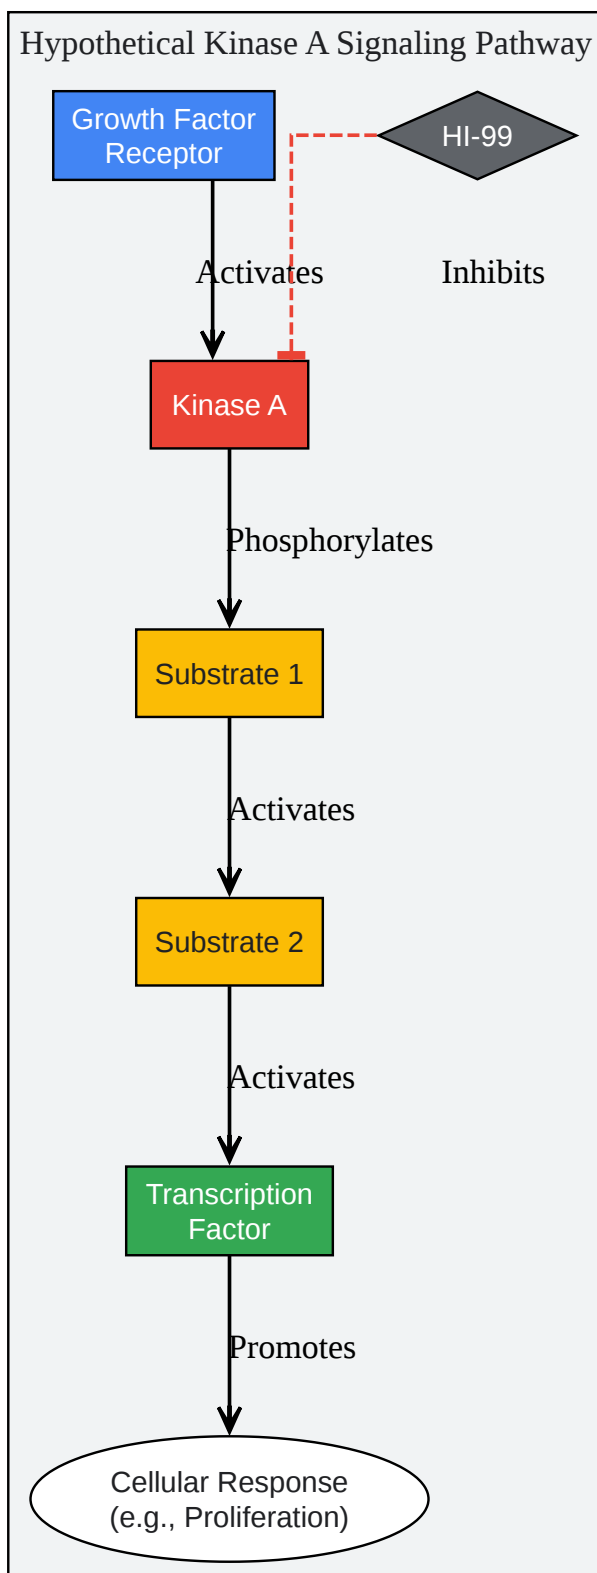 Hypothetical Kinase A Signaling Pathway
Growth Factor
Receptor
HI-99
Activates
Inhibits
Kinase A
Phosphorylates
Substrate 1
Activates
Substrate 2
Activates
Transcription
Factor
Promotes
Cellular Response
(e.g., Proliferation)